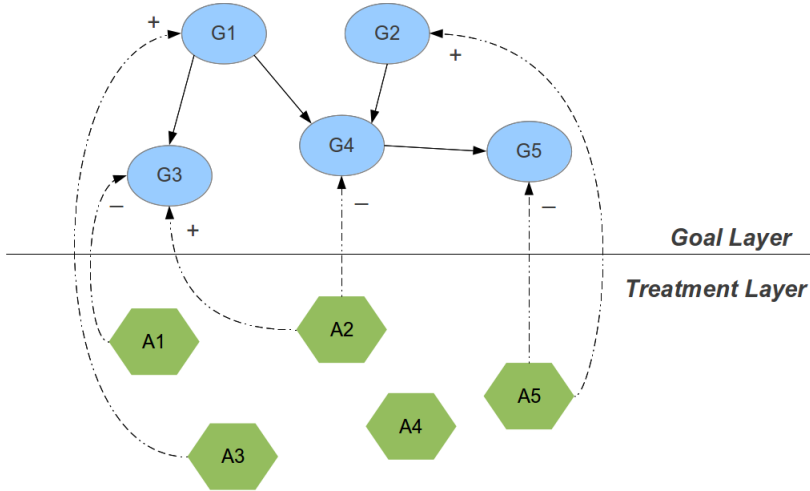 +
G1
G2
+
G4
G5
G3
–
+
–
–
Goal Layer
Treatment Layer
A1
A2
A5
A4
A3